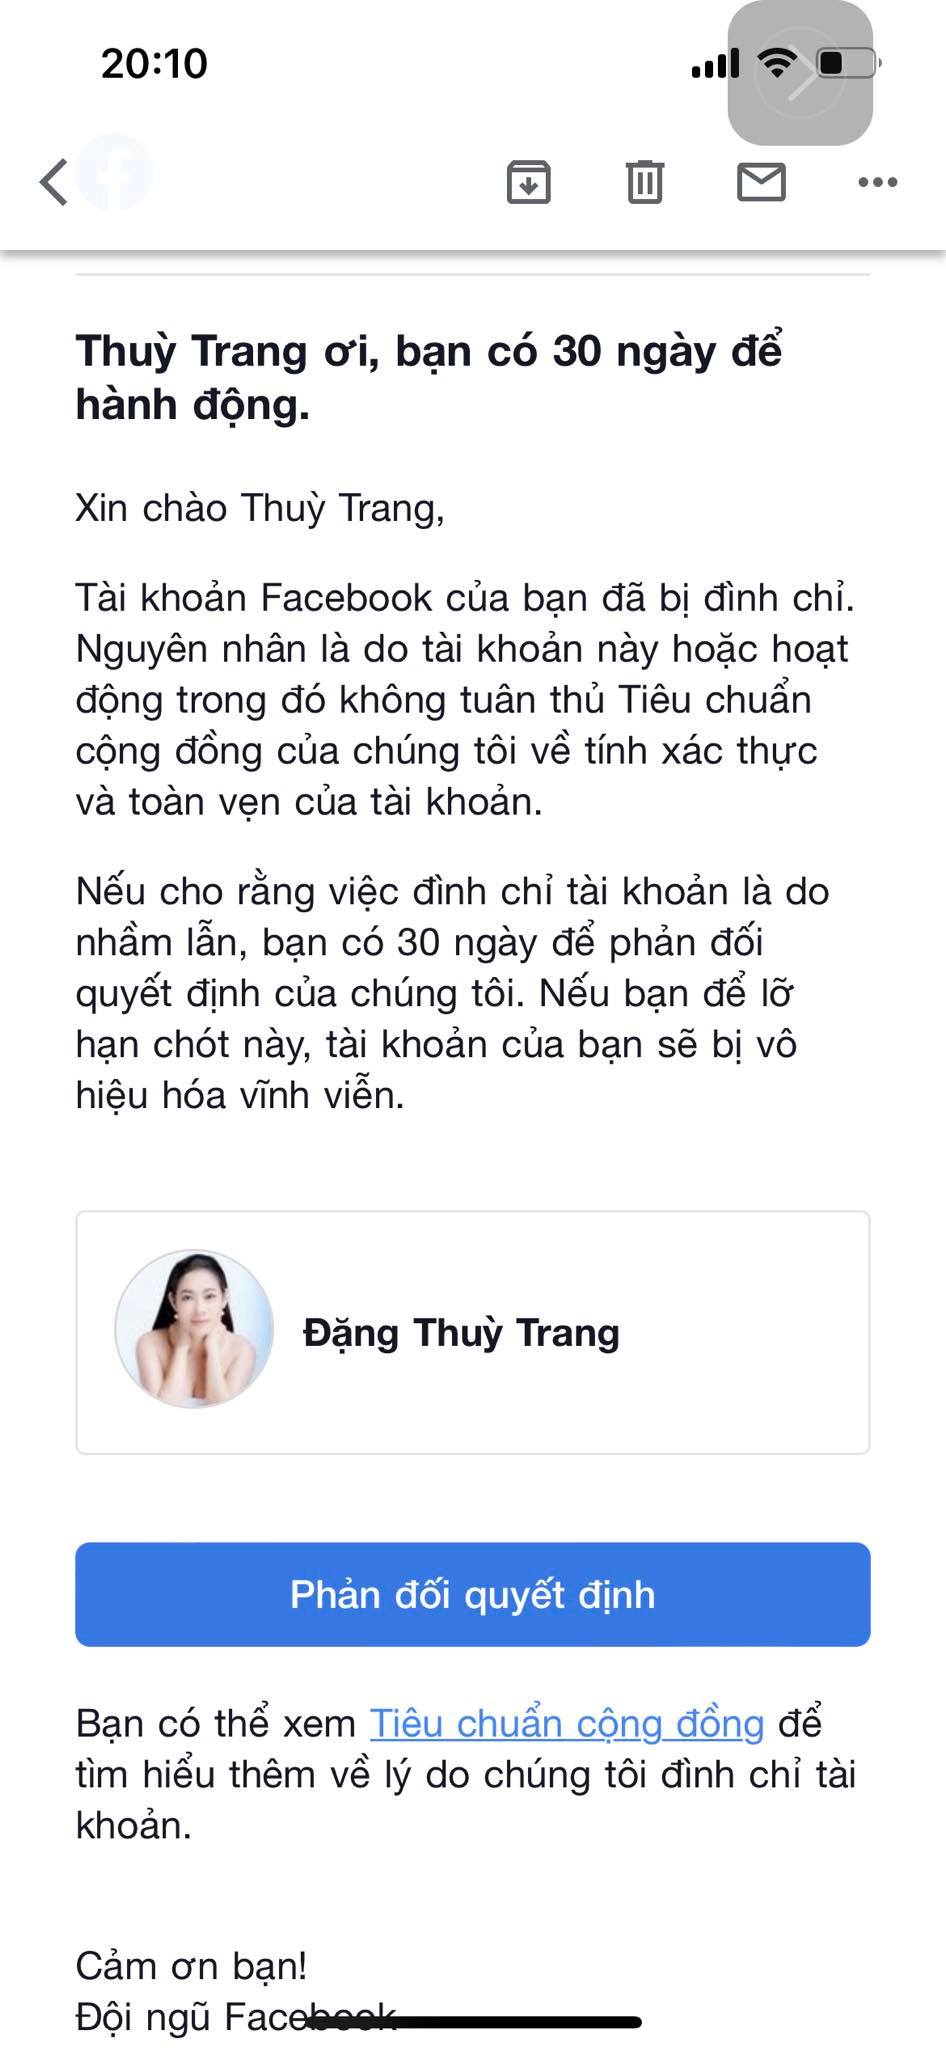 20:10
Thuỳ Trang ơi, bạn có 30 ngày để
hành động.
Xin chào Thuỳ Trang,
Tài khoản Facebook của bạn đã bị đình chỉ.
Nguyên nhân là do tài khoản này hoặc hoạt
động trong đó không tuân thủ Tiêu chuẩn
cộng đồng của chúng tôi về tính xác thực
và toàn vẹn của tài khoản.
Nếu cho rằng việc đình chỉ tài khoản là do
nhầm lẫn, bạn có 30 ngày để phản đối
quyết định của chúng tôi. Nếu bạn để lỡ
hạn chót này, tài khoản của bạn sẽ bị vô
hiệu hóa vĩnh viễn.
Đặng Thuỳ Trang
Phản đối quyết định
Bạn có thể xem Tiêu chuẩn cộng đồng để
tìm hiểu thêm về lý do chúng tôi đình chỉ tài
khoản.
Cảm ơn bạn!
Đội ngũ Facebook